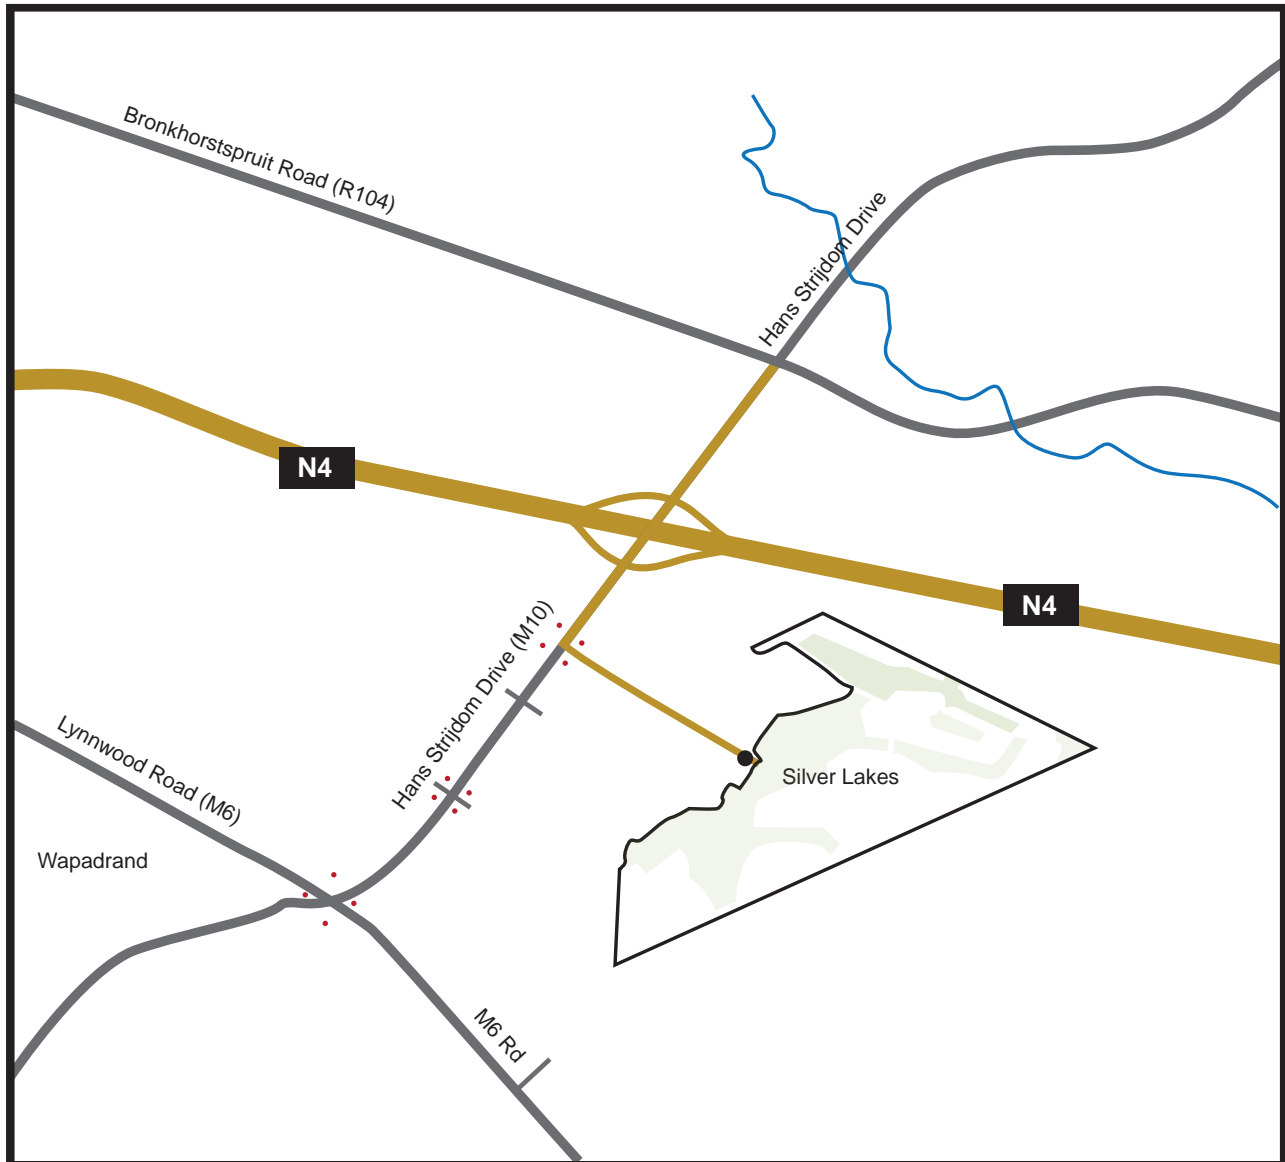 Bronkhorstspruit Road (R104)
Hans Strijdom Drive
N4
N4
Hans Strijdom Drive (M10)
Lynnwood Road (M6)
Silver Lakes
Wapadrand
M6 Rd